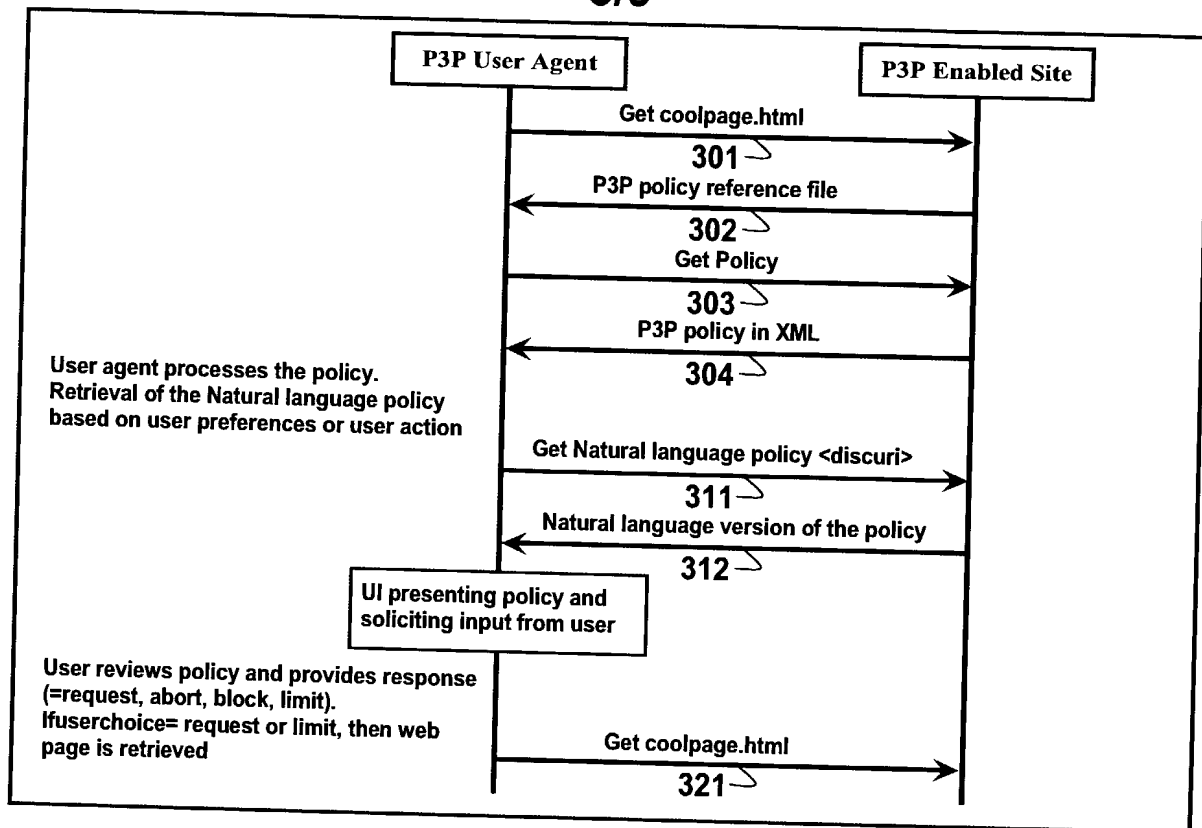 P3P User Agent
P3P Enabled Site
Get coolpage.html
301
P3P policy reference file
302
Get Policy
303
P3P policy in XML
304
User agent processes the policy.
Retrieval of the Natural language policy
based on user preferences or user action
Get Natural language policy <discuri>
311
Natural language version of the policy
312
UI presenting policy and
soliciting input from user
User reviews policy and provides response
(=request, abort, block, limit).
Ifuserchoice= request or limit, then web
page is retrieved
Get coolpage.html
321